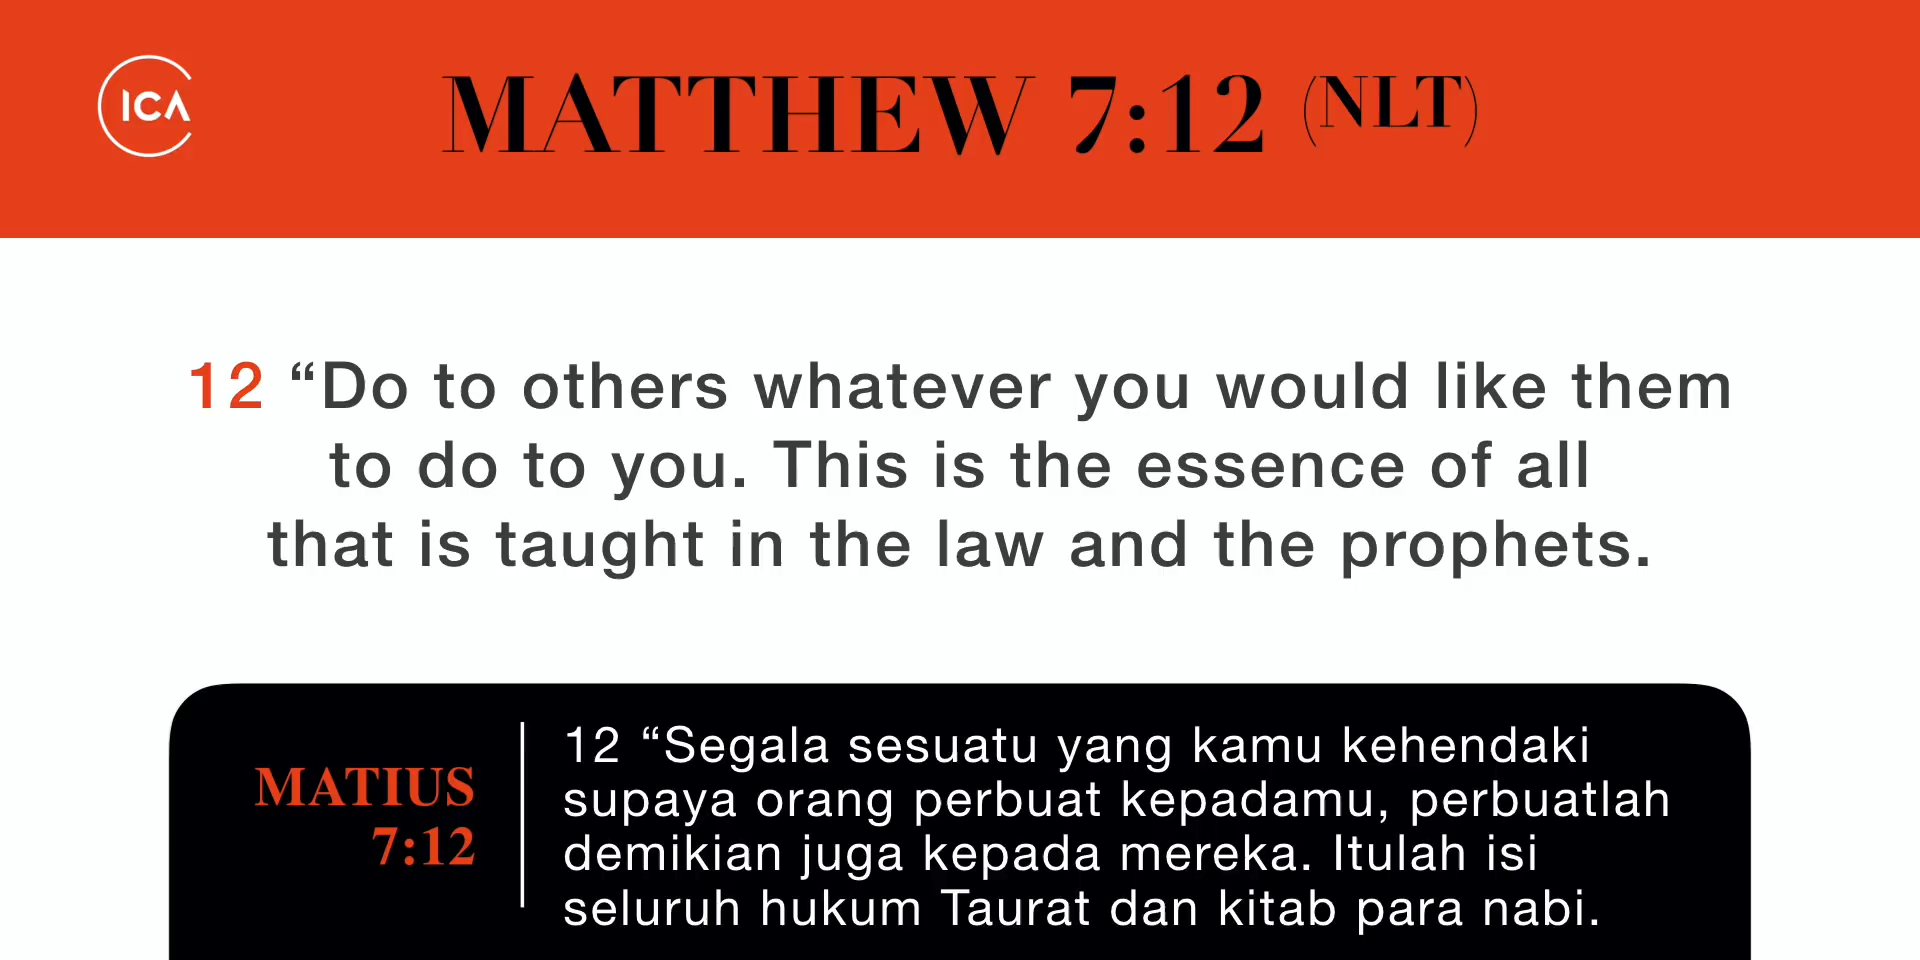 ICA
MATTHEW 7:12 (NLT)
12 “Do to others whatever you would like them
to do to you. This is the essence of all
that is taught in the law and the prophets.
MATIUS
7:12
12 “Segala sesuatu yang kamu kehendaki
supaya orang perbuat kepadamu, perbuatlah
demikian juga kepada mereka. Itulah isi
seluruh hukum Taurat dan kitab para nabi.